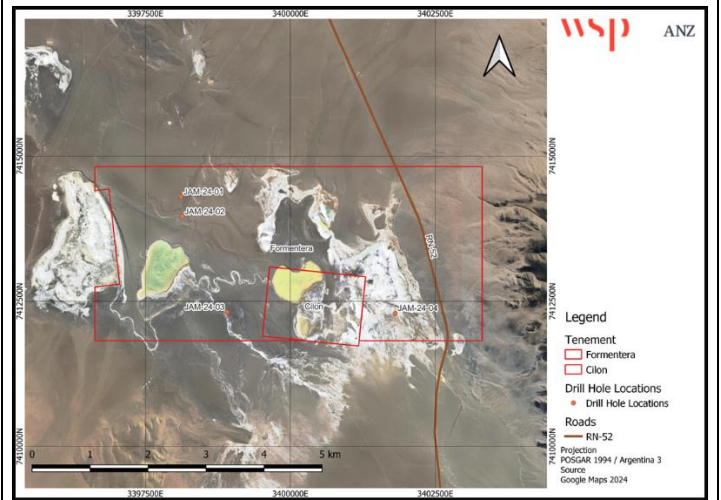 3397500E 3400000E 3402500E
wsp ANZ
7415000N 7415000N
JAM-24-01
JAM-24-02
RN-52
Formentera
7412500N 7412500N
JAM-24-03 Cilon JAM-24-04
Legend
Tenement
Formentera
Cilon
Drill Hole Locations
Drill Hole Locations
Roads
RN-52
Projection
POSGAR 1994 / Argentina 3
Source
Google Maps 2024
7410000N 7410000N
0 1 2 3 4 5 km
3397500E 3400000E 3402500E